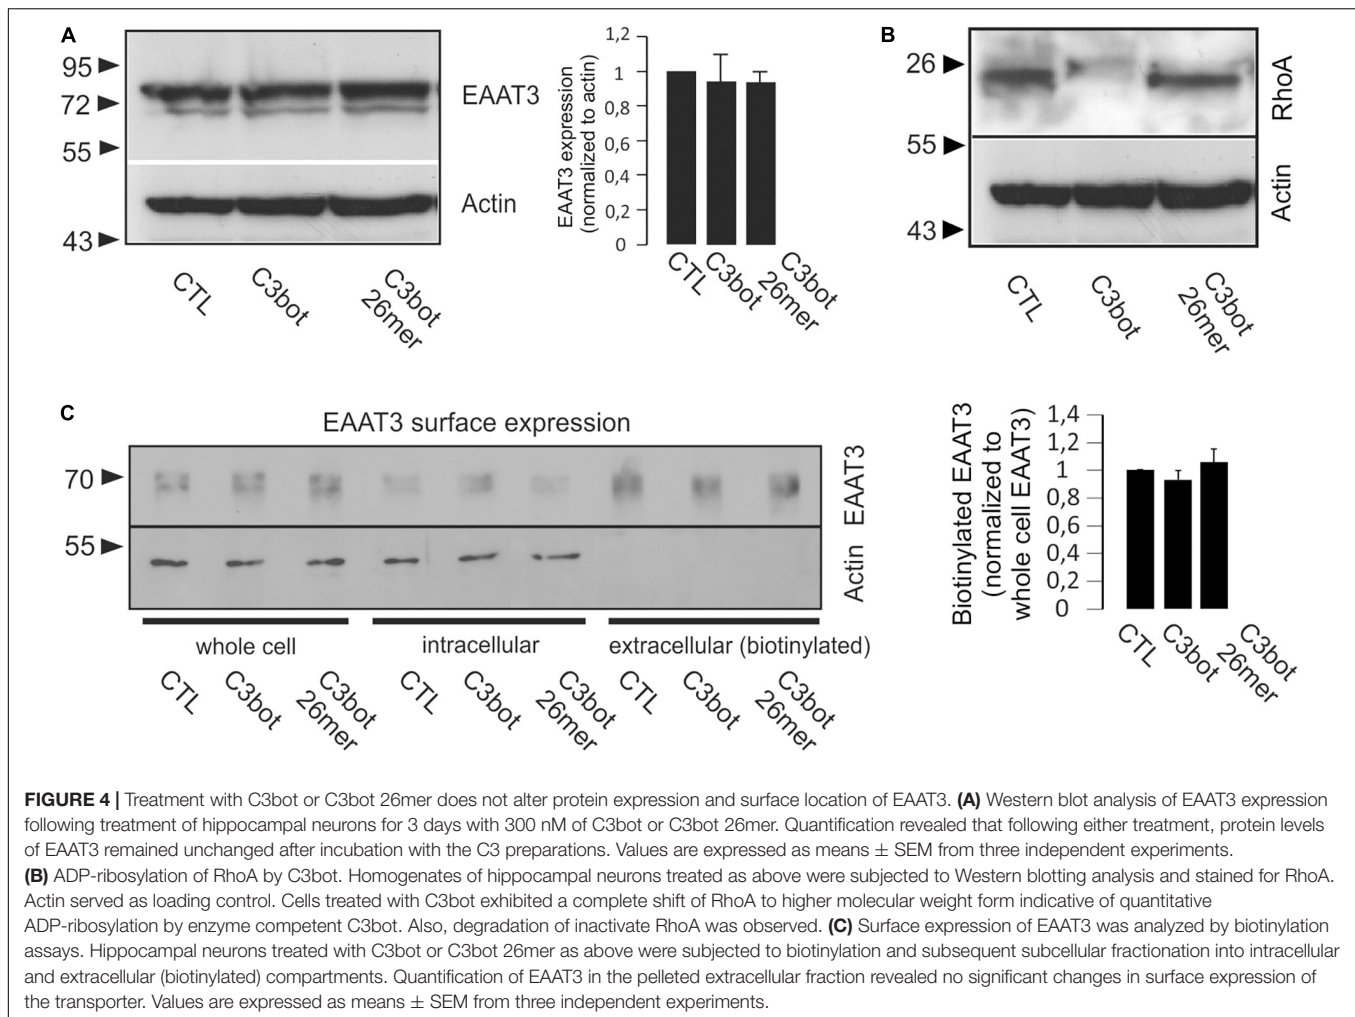 A
95
72
55
43
EAAT3
Actin
CTL
C3bot
C3bot
26mer
EAAT3 expression
(normalized to actin)
1,2
1
0,8
0,6
0,4
0,2
0
CTL
C3bot
C3bot
26mer
B
26
55
43
RhoA
Actin
CTL
C3bot
C3bot
26mer
C
EAAT3 surface expression
70
55
EAAT3
Actin
whole cell
intracellular
extracellular (biotinylated)
CTL
C3bot
C3bot
26mer
CTL
C3bot
C3bot
26mer
CTL
C3bot
C3bot
26mer
Biotinylated EAAT3
(normalized to
whole cell EAAT3)
1,4
1,2
1
0,8
0,6
0,4
0,2
0
CTL
C3bot
C3bot
26mer
FIGURE 4 | Treatment with C3bot or C3bot 26mer does not alter protein expression and surface location of EAAT3. (A) Western blot analysis of EAAT3 expression
following treatment of hippocampal neurons for 3 days with 300 nM of C3bot or C3bot 26mer. Quantification revealed that following either treatment, protein levels
of EAAT3 remained unchanged after incubation with the C3 preparations. Values are expressed as means ± SEM from three independent experiments.
(B) ADP-ribosylation of RhoA by C3bot. Homogenates of hippocampal neurons treated as above were subjected to Western blotting analysis and stained for RhoA.
Actin served as loading control. Cells treated with C3bot exhibited a complete shift of RhoA to higher molecular weight form indicative of quantitative
ADP-ribosylation by enzyme competent C3bot. Also, degradation of inactivate RhoA was observed. (C) Surface expression of EAAT3 was analyzed by biotinylation
assays. Hippocampal neurons treated with C3bot or C3bot 26mer as above were subjected to biotinylation and subsequent subcellular fractionation into intracellular
and extracellular (biotinylated) compartments. Quantification of EAAT3 in the pelleted extracellular fraction revealed no significant changes in surface expression of
the transporter. Values are expressed as means ± SEM from three independent experiments.